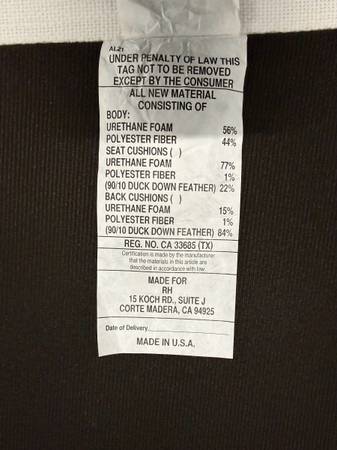 AL21
UNDER PENALTY OF LAW THIS
TAG NOT TO BE REMOVED
EXCEPT BY THE CONSUMER
ALL NEW MATERIAL
CONSISTING OF
BODY:
URETHANE FOAM 56%
POLYESTER FIBER 44%
SEAT CUSHIONS ( )
URETHANE FOAM 77%
POLYESTER FIBER 1%
(90/10 DUCK DOWN FEATHER) 22%
BACK CUSHIONS ( )
URETHANE FOAM 15%
POLYESTER FIBER 1%
(90/10 DUCK DOWN FEATHER) 84%
REG. NO. CA 33685 (TX)
Certification is made by the manufacturer
that the materials in this article are
described in accordance with law.
MADE FOR
RH
15 KOCH RD., SUITE J
CORTE MADERA, CA 94925
Date of Delivery
MADE IN U.S.A.